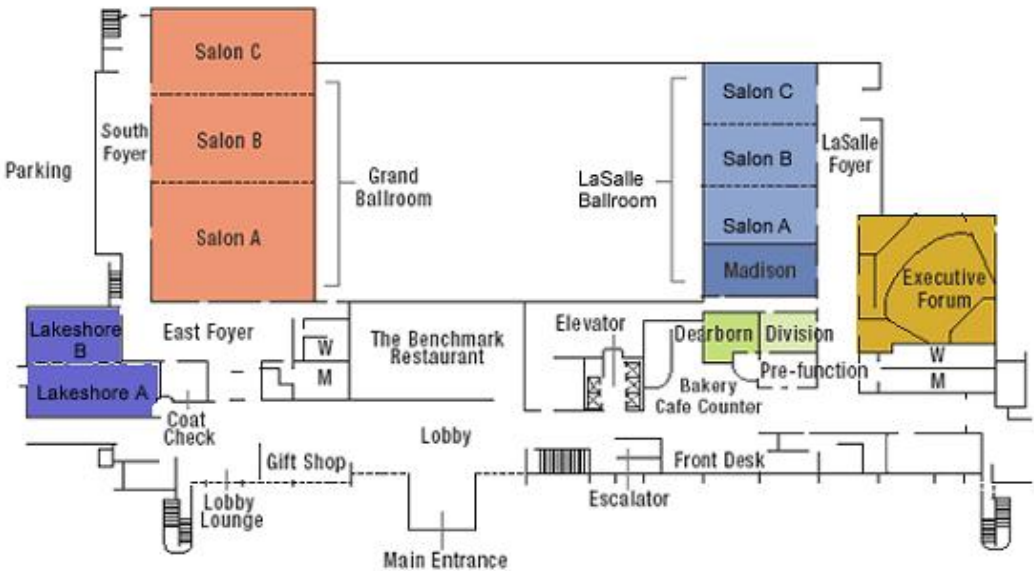 Salon C
Salon B
Salon A
South
Foyer
Parking
Grand
Ballroom
LaSalle
Ballroom
Salon C
Salon B
Salon A
Madison
LaSalle
Foyer
Executive
Forum
Lakeshore
B
Lakeshore A
East Foyer
W
M
The Benchmark
Restaurant
Elevator
Dearborn
Division
Pre-function
W
M
Bakery
Cafe Counter
Coat
Check
Lobby
Gift Shop
Front Desk
Lobby
Lounge
Escalator
Main Entrance